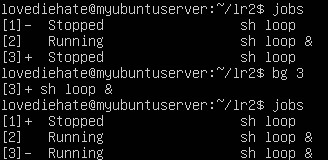 lovediehate@myubuntuserver:~/lr2$ jobs
[1]-  Stopped                 sh loop
[2]   Running                 sh loop &
[3]+  Stopped                 sh loop
lovediehate@myubuntuserver:~/lr2$ bg 3
[3]+ sh loop &
lovediehate@myubuntuserver:~/lr2$ jobs
[1]+  Stopped                 sh loop
[2]   Running                 sh loop &
[3]-  Running                 sh loop &